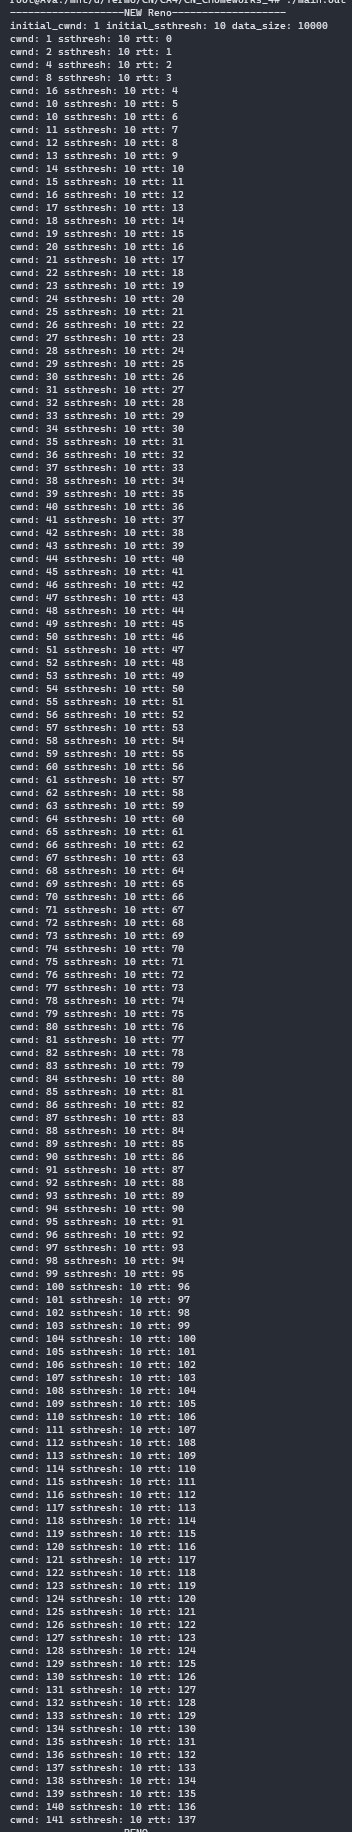 --------------------NEW Reno--------------------
initial_cwnd: 1 initial_ssthresh: 10 data_size: 10000
cwnd: 1 ssthresh: 10 rtt: 0
cwnd: 2 ssthresh: 10 rtt: 1
cwnd: 4 ssthresh: 10 rtt: 2
cwnd: 8 ssthresh: 10 rtt: 3
cwnd: 16 ssthresh: 10 rtt: 4
cwnd: 10 ssthresh: 10 rtt: 5
cwnd: 10 ssthresh: 10 rtt: 6
cwnd: 11 ssthresh: 10 rtt: 7
cwnd: 12 ssthresh: 10 rtt: 8
cwnd: 13 ssthresh: 10 rtt: 9
cwnd: 14 ssthresh: 10 rtt: 10
cwnd: 15 ssthresh: 10 rtt: 11
cwnd: 16 ssthresh: 10 rtt: 12
cwnd: 17 ssthresh: 10 rtt: 13
cwnd: 18 ssthresh: 10 rtt: 14
cwnd: 19 ssthresh: 10 rtt: 15
cwnd: 20 ssthresh: 10 rtt: 16
cwnd: 21 ssthresh: 10 rtt: 17
cwnd: 22 ssthresh: 10 rtt: 18
cwnd: 23 ssthresh: 10 rtt: 19
cwnd: 24 ssthresh: 10 rtt: 20
cwnd: 25 ssthresh: 10 rtt: 21
cwnd: 26 ssthresh: 10 rtt: 22
cwnd: 27 ssthresh: 10 rtt: 23
cwnd: 28 ssthresh: 10 rtt: 24
cwnd: 29 ssthresh: 10 rtt: 25
cwnd: 30 ssthresh: 10 rtt: 26
cwnd: 31 ssthresh: 10 rtt: 27
cwnd: 32 ssthresh: 10 rtt: 28
cwnd: 33 ssthresh: 10 rtt: 29
cwnd: 34 ssthresh: 10 rtt: 30
cwnd: 35 ssthresh: 10 rtt: 31
cwnd: 36 ssthresh: 10 rtt: 32
cwnd: 37 ssthresh: 10 rtt: 33
cwnd: 38 ssthresh: 10 rtt: 34
cwnd: 39 ssthresh: 10 rtt: 35
cwnd: 40 ssthresh: 10 rtt: 36
cwnd: 41 ssthresh: 10 rtt: 37
cwnd: 42 ssthresh: 10 rtt: 38
cwnd: 43 ssthresh: 10 rtt: 39
cwnd: 44 ssthresh: 10 rtt: 40
cwnd: 45 ssthresh: 10 rtt: 41
cwnd: 46 ssthresh: 10 rtt: 42
cwnd: 47 ssthresh: 10 rtt: 43
cwnd: 48 ssthresh: 10 rtt: 44
cwnd: 49 ssthresh: 10 rtt: 45
cwnd: 50 ssthresh: 10 rtt: 46
cwnd: 51 ssthresh: 10 rtt: 47
cwnd: 52 ssthresh: 10 rtt: 48
cwnd: 53 ssthresh: 10 rtt: 49
cwnd: 54 ssthresh: 10 rtt: 50
cwnd: 55 ssthresh: 10 rtt: 51
cwnd: 56 ssthresh: 10 rtt: 52
cwnd: 57 ssthresh: 10 rtt: 53
cwnd: 58 ssthresh: 10 rtt: 54
cwnd: 59 ssthresh: 10 rtt: 55
cwnd: 60 ssthresh: 10 rtt: 56
cwnd: 61 ssthresh: 10 rtt: 57
cwnd: 62 ssthresh: 10 rtt: 58
cwnd: 63 ssthresh: 10 rtt: 59
cwnd: 64 ssthresh: 10 rtt: 60
cwnd: 65 ssthresh: 10 rtt: 61
cwnd: 66 ssthresh: 10 rtt: 62
cwnd: 67 ssthresh: 10 rtt: 63
cwnd: 68 ssthresh: 10 rtt: 64
cwnd: 69 ssthresh: 10 rtt: 65
cwnd: 70 ssthresh: 10 rtt: 66
cwnd: 71 ssthresh: 10 rtt: 67
cwnd: 72 ssthresh: 10 rtt: 68
cwnd: 73 ssthresh: 10 rtt: 69
cwnd: 74 ssthresh: 10 rtt: 70
cwnd: 75 ssthresh: 10 rtt: 71
cwnd: 76 ssthresh: 10 rtt: 72
cwnd: 77 ssthresh: 10 rtt: 73
cwnd: 78 ssthresh: 10 rtt: 74
cwnd: 79 ssthresh: 10 rtt: 75
cwnd: 80 ssthresh: 10 rtt: 76
cwnd: 81 ssthresh: 10 rtt: 77
cwnd: 82 ssthresh: 10 rtt: 78
cwnd: 83 ssthresh: 10 rtt: 79
cwnd: 84 ssthresh: 10 rtt: 80
cwnd: 85 ssthresh: 10 rtt: 81
cwnd: 86 ssthresh: 10 rtt: 82
cwnd: 87 ssthresh: 10 rtt: 83
cwnd: 88 ssthresh: 10 rtt: 84
cwnd: 89 ssthresh: 10 rtt: 85
cwnd: 90 ssthresh: 10 rtt: 86
cwnd: 91 ssthresh: 10 rtt: 87
cwnd: 92 ssthresh: 10 rtt: 88
cwnd: 93 ssthresh: 10 rtt: 89
cwnd: 94 ssthresh: 10 rtt: 90
cwnd: 95 ssthresh: 10 rtt: 91
cwnd: 96 ssthresh: 10 rtt: 92
cwnd: 97 ssthresh: 10 rtt: 93
cwnd: 98 ssthresh: 10 rtt: 94
cwnd: 99 ssthresh: 10 rtt: 95
cwnd: 100 ssthresh: 10 rtt: 96
cwnd: 101 ssthresh: 10 rtt: 97
cwnd: 102 ssthresh: 10 rtt: 98
cwnd: 103 ssthresh: 10 rtt: 99
cwnd: 104 ssthresh: 10 rtt: 100
cwnd: 105 ssthresh: 10 rtt: 101
cwnd: 106 ssthresh: 10 rtt: 102
cwnd: 107 ssthresh: 10 rtt: 103
cwnd: 108 ssthresh: 10 rtt: 104
cwnd: 109 ssthresh: 10 rtt: 105
cwnd: 110 ssthresh: 10 rtt: 106
cwnd: 111 ssthresh: 10 rtt: 107
cwnd: 112 ssthresh: 10 rtt: 108
cwnd: 113 ssthresh: 10 rtt: 109
cwnd: 114 ssthresh: 10 rtt: 110
cwnd: 115 ssthresh: 10 rtt: 111
cwnd: 116 ssthresh: 10 rtt: 112
cwnd: 117 ssthresh: 10 rtt: 113
cwnd: 118 ssthresh: 10 rtt: 114
cwnd: 119 ssthresh: 10 rtt: 115
cwnd: 120 ssthresh: 10 rtt: 116
cwnd: 121 ssthresh: 10 rtt: 117
cwnd: 122 ssthresh: 10 rtt: 118
cwnd: 123 ssthresh: 10 rtt: 119
cwnd: 124 ssthresh: 10 rtt: 120
cwnd: 125 ssthresh: 10 rtt: 121
cwnd: 126 ssthresh: 10 rtt: 122
cwnd: 127 ssthresh: 10 rtt: 123
cwnd: 128 ssthresh: 10 rtt: 124
cwnd: 129 ssthresh: 10 rtt: 125
cwnd: 130 ssthresh: 10 rtt: 126
cwnd: 131 ssthresh: 10 rtt: 127
cwnd: 132 ssthresh: 10 rtt: 128
cwnd: 133 ssthresh: 10 rtt: 129
cwnd: 134 ssthresh: 10 rtt: 130
cwnd: 135 ssthresh: 10 rtt: 131
cwnd: 136 ssthresh: 10 rtt: 132
cwnd: 137 ssthresh: 10 rtt: 133
cwnd: 138 ssthresh: 10 rtt: 134
cwnd: 139 ssthresh: 10 rtt: 135
cwnd: 140 ssthresh: 10 rtt: 136
cwnd: 141 ssthresh: 10 rtt: 137